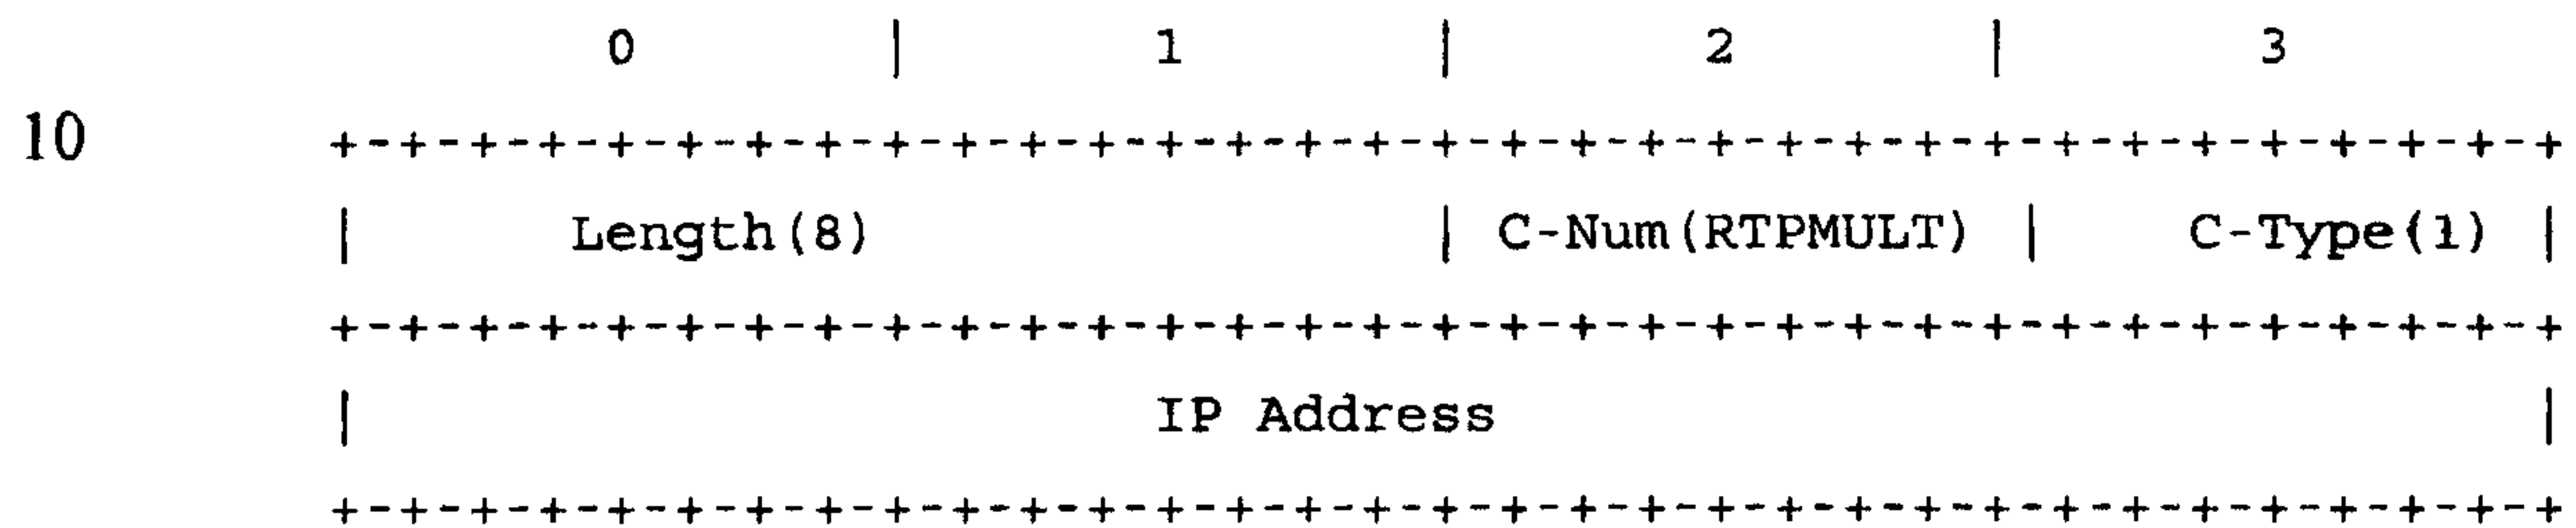 0 | 1 | 2 | 3
10 +-+-+-+-+-+-+-+-+-+-+-+-+-+-+-+-+-+-+-+-+-+-+-+-+-+-+-+-+-+-+-+-+
| Length(8) | C-Num(RTPMULT) | C-Type(1) |
+-+-+-+-+-+-+-+-+-+-+-+-+-+-+-+-+-+-+-+-+-+-+-+-+-+-+-+-+-+-+-+-+
| IP Address |
+-+-+-+-+-+-+-+-+-+-+-+-+-+-+-+-+-+-+-+-+-+-+-+-+-+-+-+-+-+-+-+-+